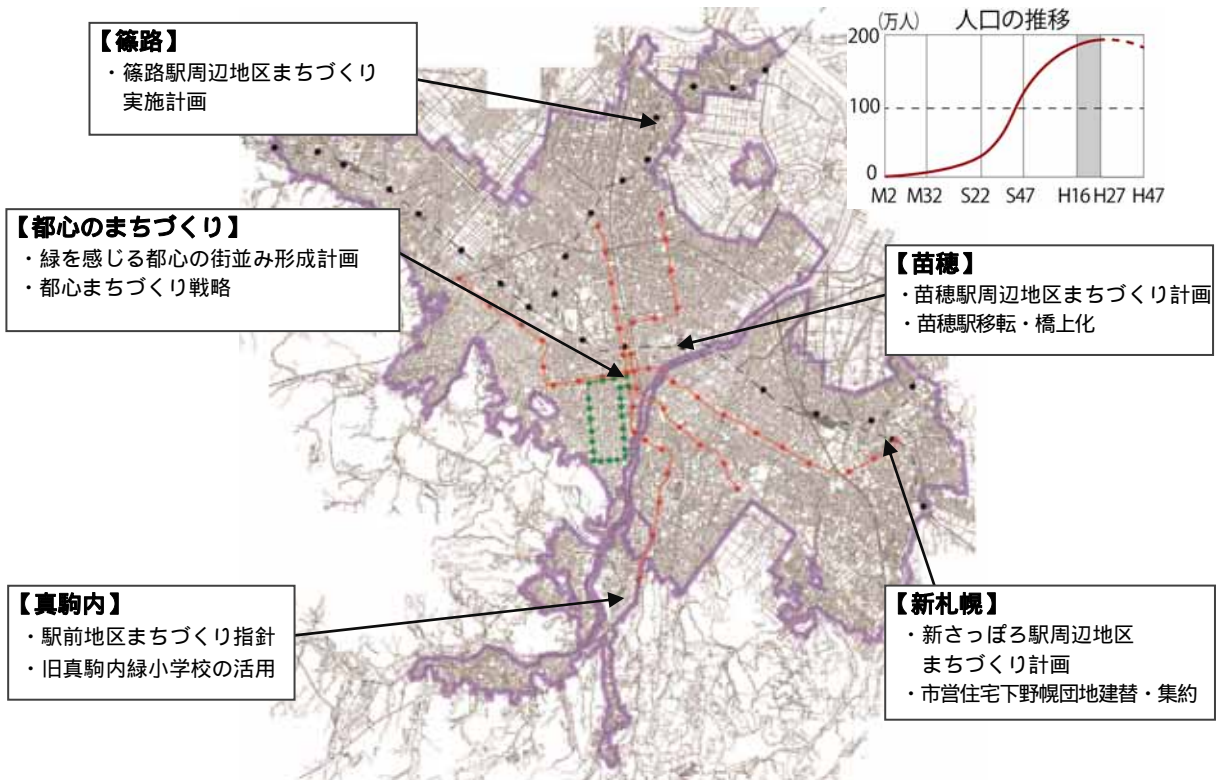 【篠路】
・篠路駅周辺地区まちづくり
実施計画
(万人)
人口の推移
200
100
0
M2 M32 S22 S47 H16 H27 H47
【都心のまちづくり】
・緑を感じる都心の街並み形成計画
・都心まちづくり戦略
【苗穂】
・苗穂駅周辺地区まちづくり計画
・苗穂駅移転・橋上化
【真駒内】
・駅前地区まちづくり指針
・旧真駒内緑小学校の活用
【新札幌】
・新さっぽろ駅周辺地区
まちづくり計画
・市営住宅下野幌団地建替・集約